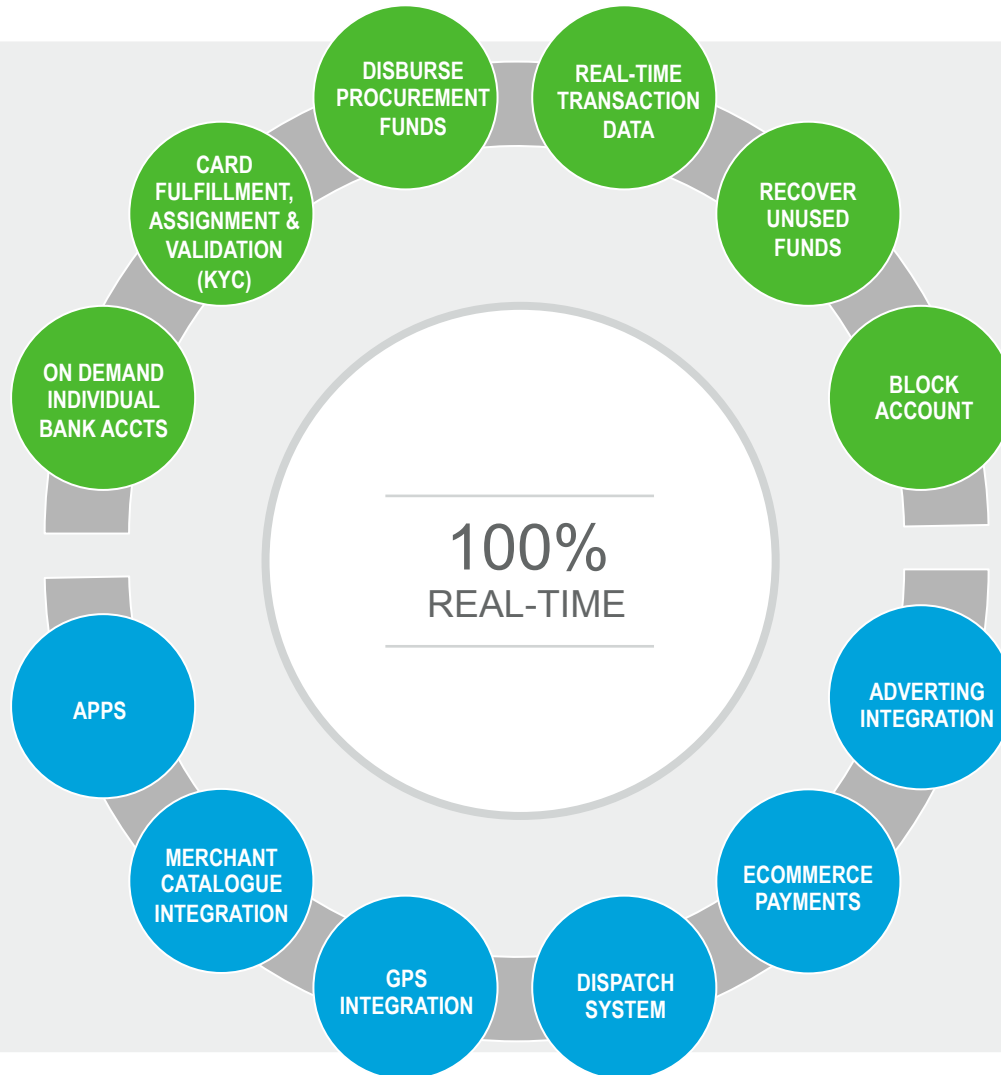 DISBURSE
PROCUREMENT
FUNDS
REAL-TIME
TRANSACTION
DATA
CARD
FULFILLMENT,
ASSIGNMENT &
VALIDATION
(KYC)
RECOVER
UNUSED
FUNDS
ON DEMAND
INDIVIDUAL
BANK ACCTS
BLOCK
ACCOUNT
100%
REAL-TIME
APPS
ADVERTING
INTEGRATION
MERCHANT
CATALOGUE
INTEGRATION
ECOMMERCE
PAYMENTS
GPS
INTEGRATION
DISPATCH
SYSTEM